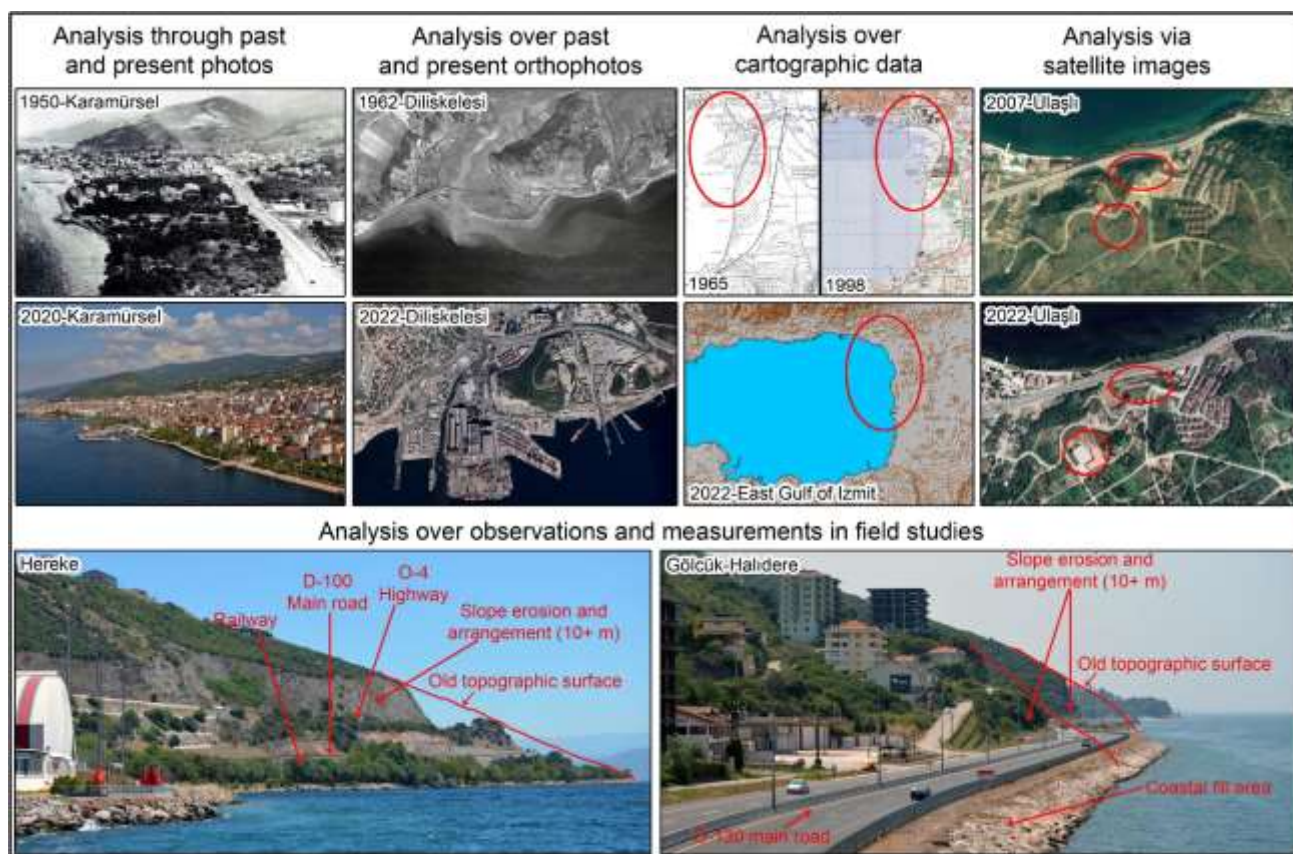 Analysis through past
and present photos
Analysis over past
and present orthophotos
Analysis over
cartographic data
Analysis via
satellite images
1950-Karamürsel
1962-Diliskelesi
1965
1998
2007-Ulaşlı
2020-Karamürsel
2022-Diliskelesi
2022-East Gulf of Izmit
2022-Ulaşlı
Analysis over observations and measurements in field studies
Hereke
Railway
D-100
Main road
O-4
Highway
Slope erosion and
arrangement (10+ m)
Old topographic surface
Gölcük-Halıdere
Slope erosion and
arrangement (10+ m)
Old topographic surface
Coastal fill area
D-130 main road